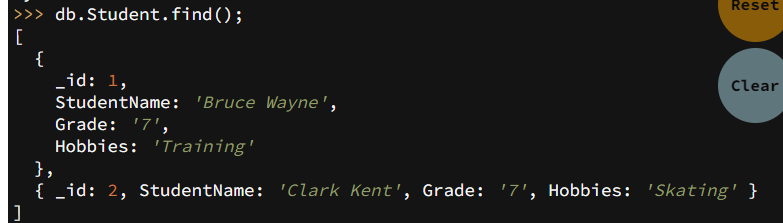 >>> db.Student.find();
[
  {
    _id: 1,
    StudentName: 'Bruce Wayne',
    Grade: '7',
    Hobbies: 'Training'
  },
  { _id: 2, StudentName: 'Clark Kent', Grade: '7', Hobbies: 'Skating' }
]
Reset
Clear